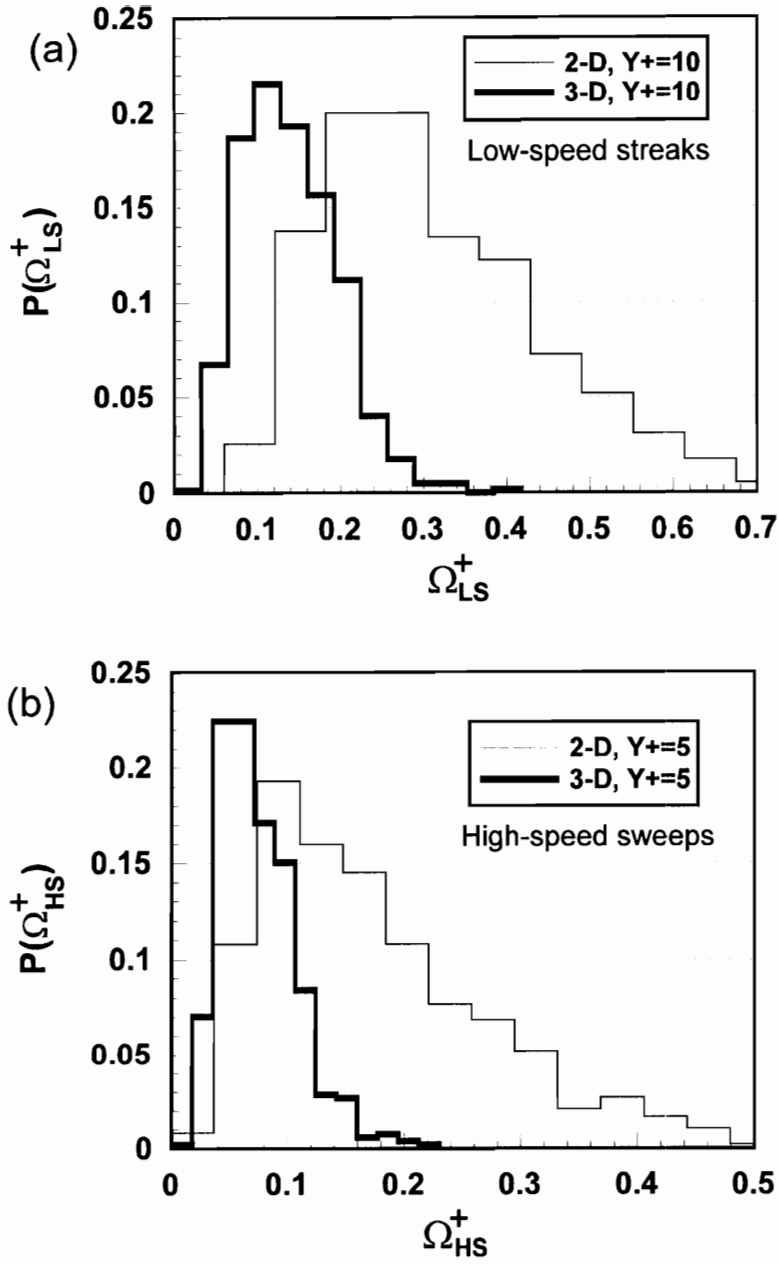 (a)
0.25
0.2
0.15
0.1
0.05
0
P(Ω⁺LS)
2-D, Y+=10
3-D, Y+=10
Low-speed streaks
0 0.1 0.2 0.3 0.4 0.5 0.6 0.7
Ω⁺LS
(b)
0.25
0.2
0.15
0.1
0.05
0
P(Ω⁺HS)
2-D, Y+=5
3-D, Y+=5
High-speed sweeps
0 0.1 0.2 0.3 0.4 0.5
Ω⁺HS